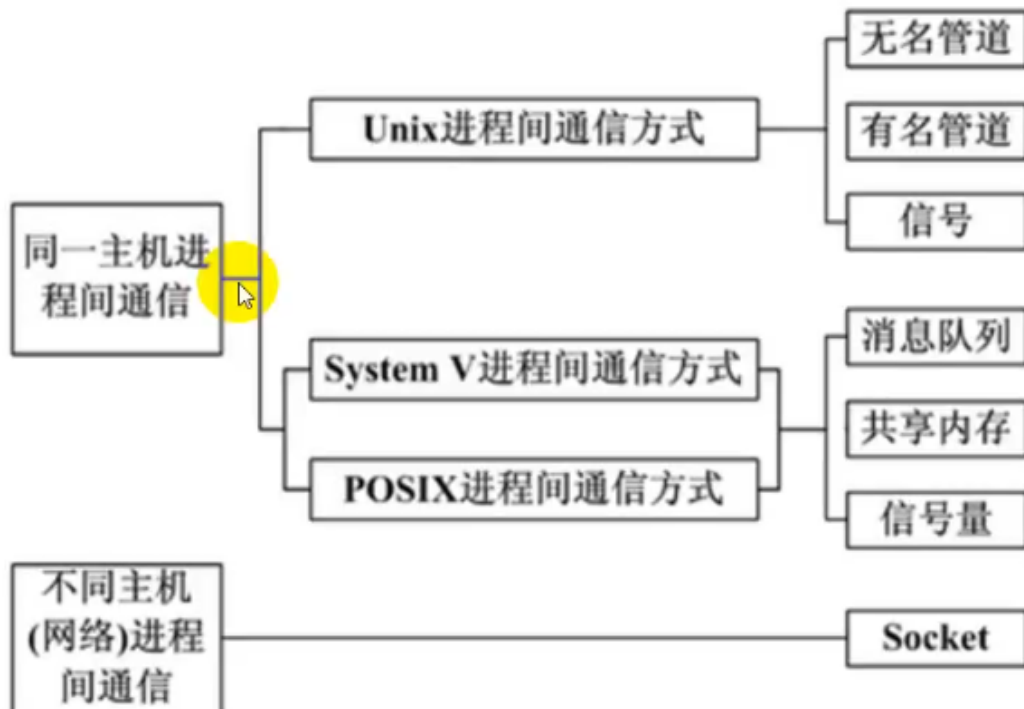 无名管道
Unix进程间通信方式
有名管道
信号
同一主机进
程间通信
System V进程间通信方式
POSIX进程间通信方式
消息队列
共享内存
信号量
不同主机
(网络)进程
间通信
Socket